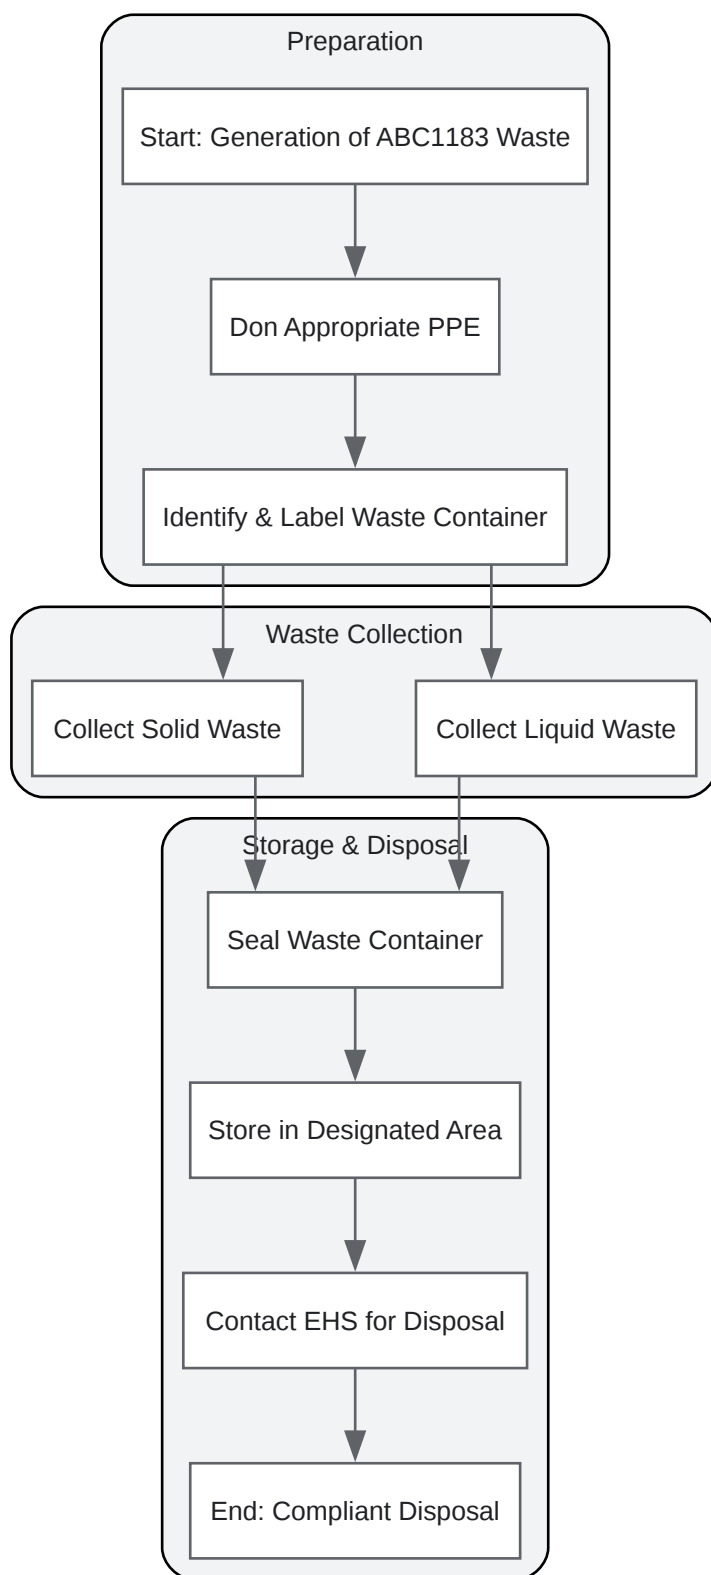 Preparation
Start: Generation of ABC1183 Waste
Don Appropriate PPE
Identify & Label Waste Container
Waste Collection
Collect Solid Waste
Collect Liquid Waste
Storage & Disposal
Seal Waste Container
Store in Designated Area
Contact EHS for Disposal
End: Compliant Disposal